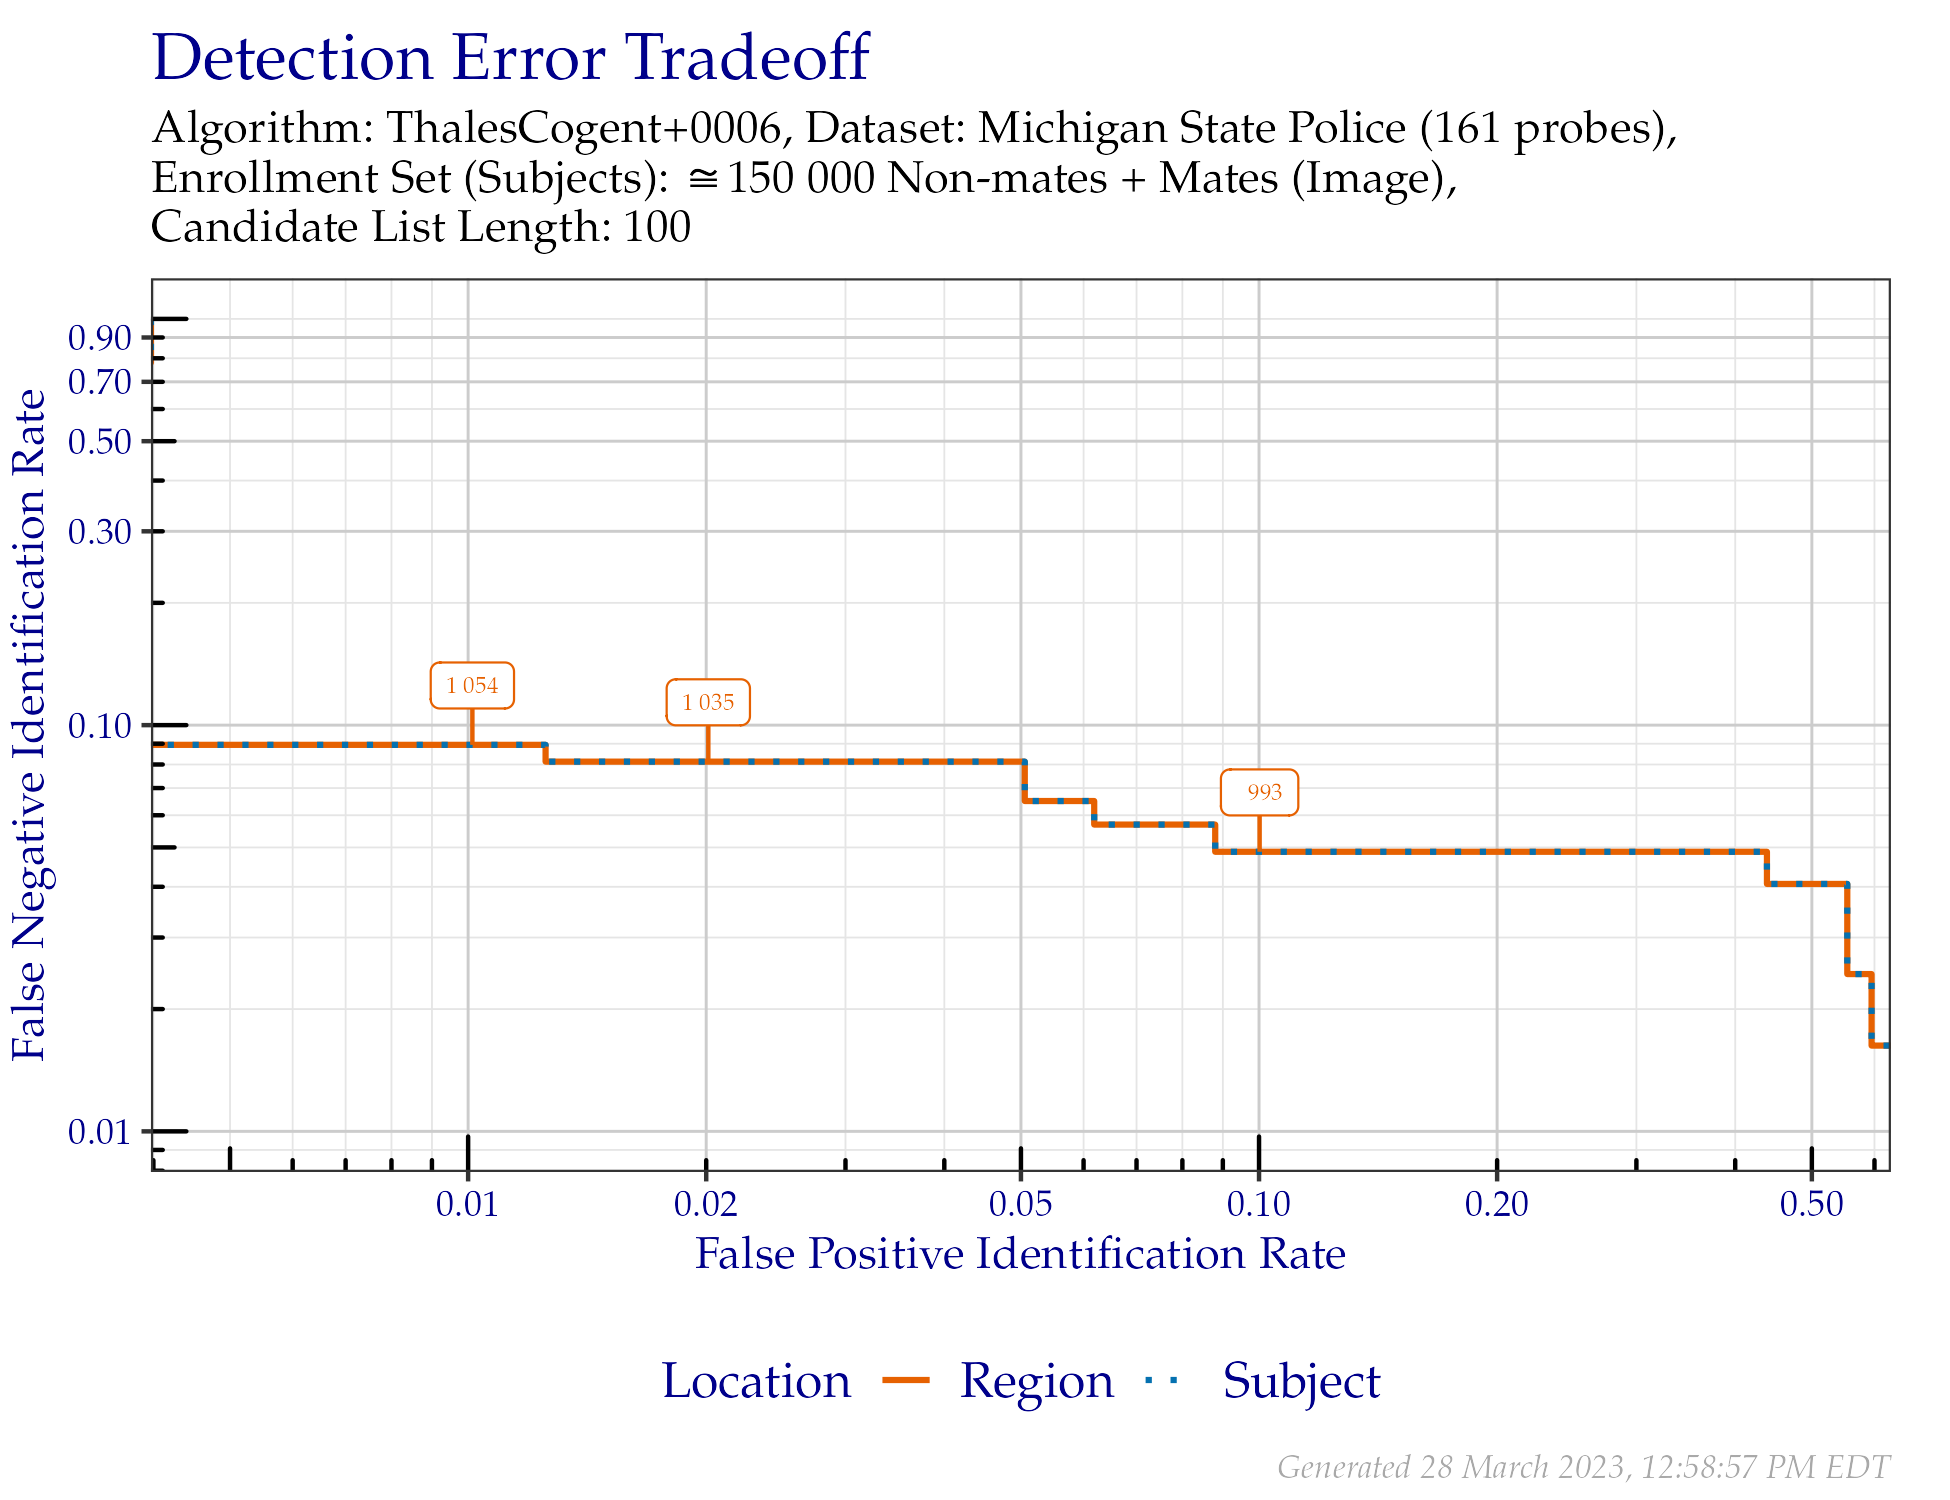 Detection Error Tradeoff
Algorithm: ThalesCogent+0006, Dataset: Michigan State Police (161 probes),
Enrollment Set (Subjects): ≅ 150 000 Non-mates + Mates (Image),
Candidate List Length: 100
False Negative Identification Rate
0.90
0.70
0.50
0.30
0.10
0.01
1 054
1 035
993
0.01 0.02 0.05 0.10 0.20 0.50
False Positive Identification Rate
Location Region Subject
Generated 28 March 2023, 12:58:57 PM EDT